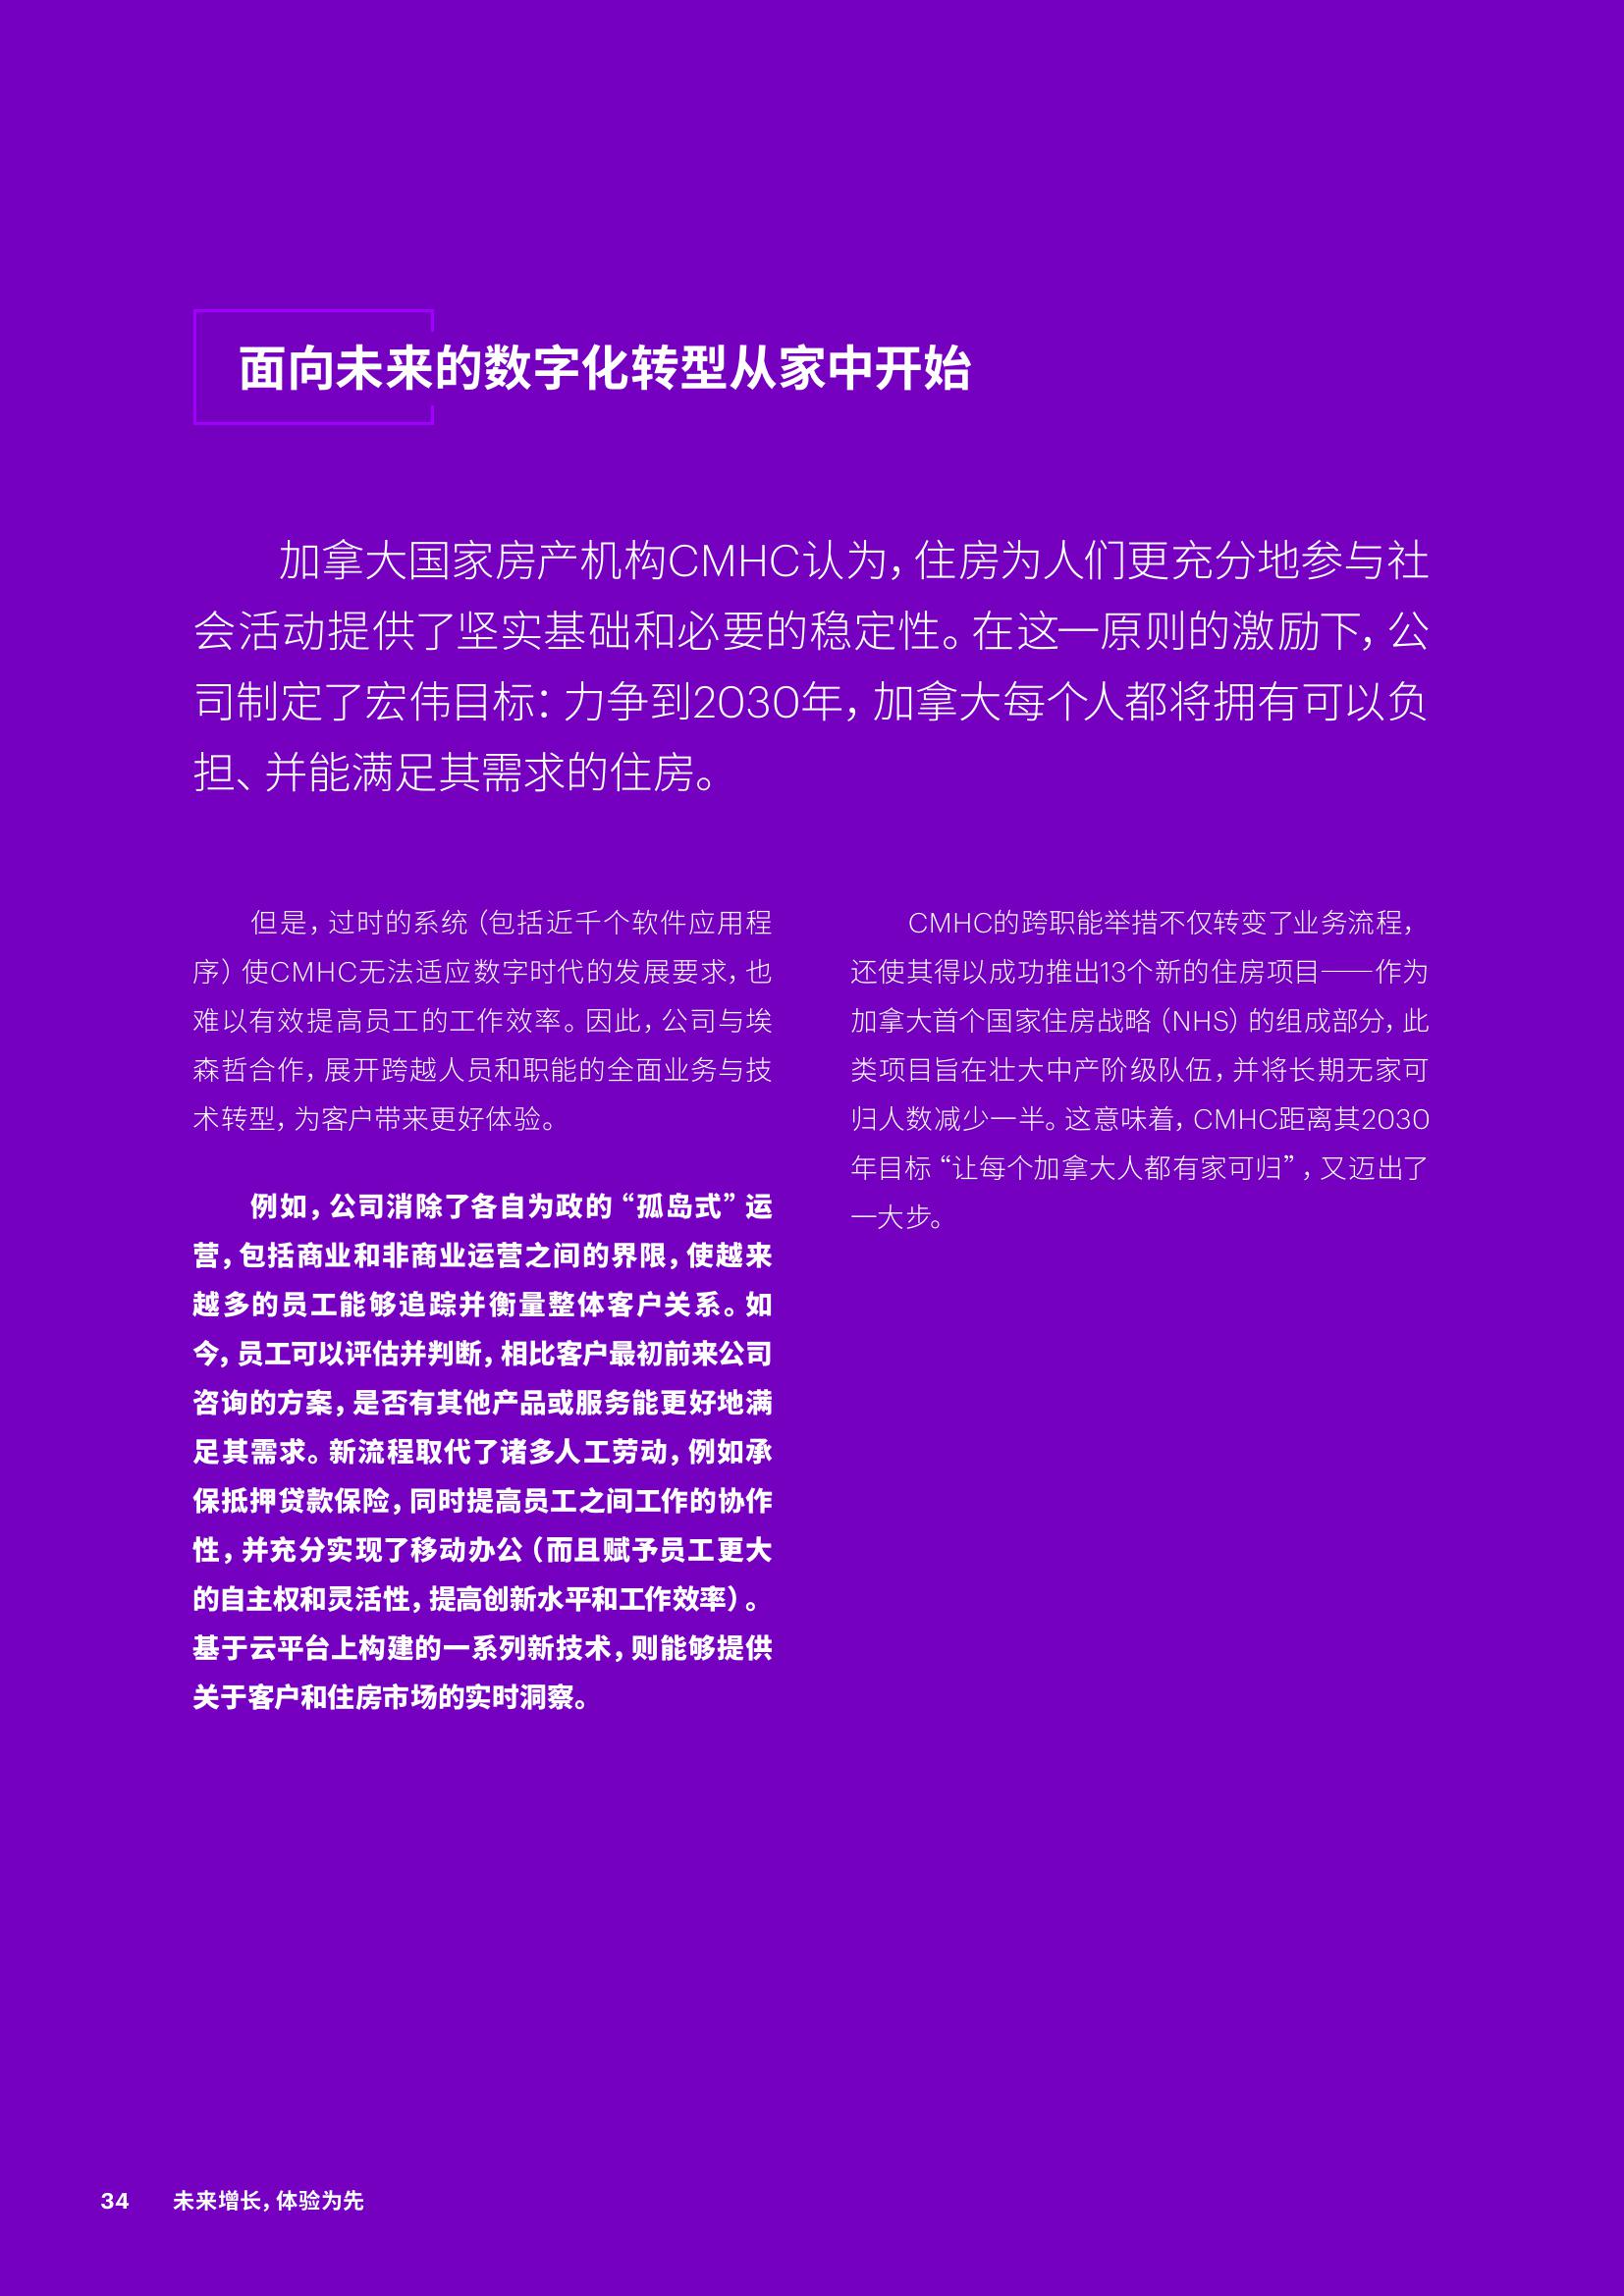 面向未来的数字化转型从家中开始
加拿大国家房产机构CMHC认为，住房为人们更充分地参与社
会活动提供了坚实基础和必要的稳定性。在这一原则的激励下，公
司制定了宏伟目标：力争到2030年，加拿大每个人都将拥有可以负
担、并能满足其需求的住房。
但是，过时的系统（包括近千个软件应用程
序）使CMHC无法适应数字时代的发展要求，也
难以有效提高员工的工作效率。因此，公司与埃
森哲合作，展开跨越人员和职能的全面业务与技
术转型，为客户带来更好体验。
例如，公司消除了各自为政的“孤岛式”运
营，包括商业和非商业运营之间的界限，使越来
越多的员工能够追踪并衡量整体客户关系。如
今，员工可以评估并判断，相比客户最初前来公司
咨询的方案，是否有其他产品或服务能更好地满
足其需求。新流程取代了诸多人工劳动，例如承
保抵押贷款保险，同时提高员工之间工作的协作
性，并充分实现了移动办公（而且赋予员工更大
的自主权和灵活性，提高创新水平和工作效率）。
基于云平台上构建的一系列新技术，则能够提供
关于客户和住房市场的实时洞察。
CMHC的跨职能举措不仅转变了业务流程，
还使其得以成功推出13个新的住房项目——作为
加拿大首个国家住房战略（NHS）的组成部分，此
类项目旨在壮大中产阶级队伍，并将长期无家可
归人数减少一半。这意味着，CMHC距离其2030
年目标“让每个加拿大人都有家可归”，又迈出了
一大步。
34 未来增长，体验为先